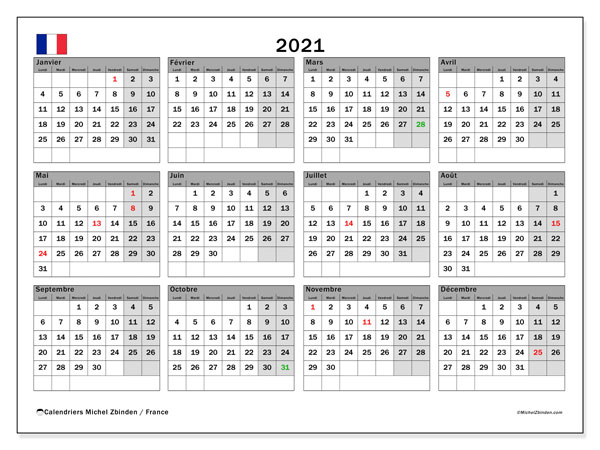 2021
Janvier
Lundi Mardi Mercredi Jeudi Vendredi Samedi Dimanche
1 2 3
4 5 6 7 8 9 10
11 12 13 14 15 16 17
18 19 20 21 22 23 24
25 26 27 28 29 30 31
Février
Lundi Mardi Mercredi Jeudi Vendredi Samedi Dimanche
1 2 3 4 5 6 7
8 9 10 11 12 13 14
15 16 17 18 19 20 21
22 23 24 25 26 27 28
Mars
Lundi Mardi Mercredi Jeudi Vendredi Samedi Dimanche
1 2 3 4 5 6 7
8 9 10 11 12 13 14
15 16 17 18 19 20 21
22 23 24 25 26 27 28
29 30 31
Avril
Lundi Mardi Mercredi Jeudi Vendredi Samedi Dimanche
1 2 3 4
5 6 7 8 9 10 11
12 13 14 15 16 17 18
19 20 21 22 23 24 25
26 27 28 29 30
Mai
Lundi Mardi Mercredi Jeudi Vendredi Samedi Dimanche
1 2
3 4 5 6 7 8 9
10 11 12 13 14 15 16
17 18 19 20 21 22 23
24 25 26 27 28 29 30
31
Juin
Lundi Mardi Mercredi Jeudi Vendredi Samedi Dimanche
1 2 3 4 5 6
7 8 9 10 11 12 13
14 15 16 17 18 19 20
21 22 23 24 25 26 27
28 29 30
Juillet
Lundi Mardi Mercredi Jeudi Vendredi Samedi Dimanche
1 2 3 4
5 6 7 8 9 10 11
12 13 14 15 16 17 18
19 20 21 22 23 24 25
26 27 28 29 30 31
Août
Lundi Mardi Mercredi Jeudi Vendredi Samedi Dimanche
1
2 3 4 5 6 7 8
9 10 11 12 13 14 15
16 17 18 19 20 21 22
23 24 25 26 27 28 29
30 31
Septembre
Lundi Mardi Mercredi Jeudi Vendredi Samedi Dimanche
1 2 3 4 5
6 7 8 9 10 11 12
13 14 15 16 17 18 19
20 21 22 23 24 25 26
27 28 29 30
Octobre
Lundi Mardi Mercredi Jeudi Vendredi Samedi Dimanche
1 2 3
4 5 6 7 8 9 10
11 12 13 14 15 16 17
18 19 20 21 22 23 24
25 26 27 28 29 30 31
Novembre
Lundi Mardi Mercredi Jeudi Vendredi Samedi Dimanche
1 2 3 4 5 6 7
8 9 10 11 12 13 14
15 16 17 18 19 20 21
22 23 24 25 26 27 28
29 30
Décembre
Lundi Mardi Mercredi Jeudi Vendredi Samedi Dimanche
1 2 3 4 5
6 7 8 9 10 11 12
13 14 15 16 17 18 19
20 21 22 23 24 25 26
27 28 29 30 31
Calendriers Michel Zbinden / France
©MichelZbinden.com